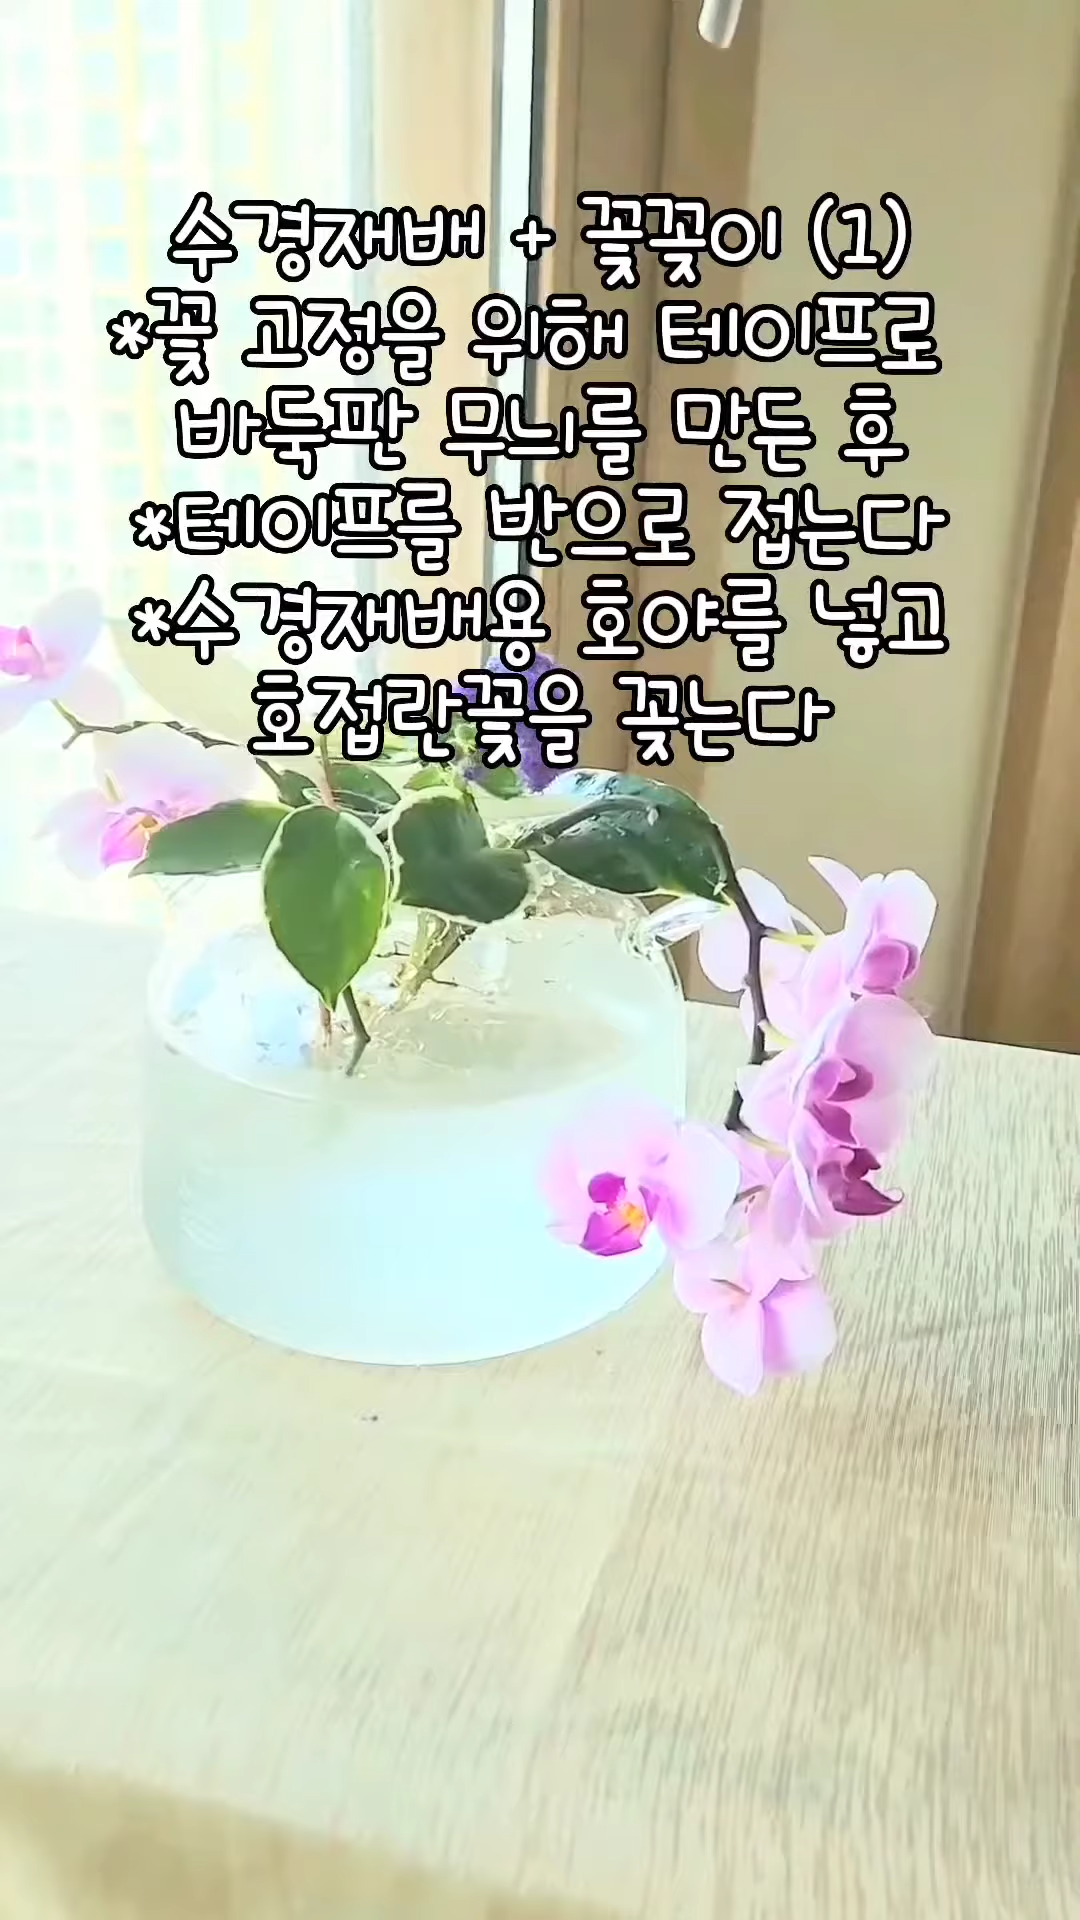 수경재배 + 꽃꽂이 (1)
*꽃 고정을 위해 테이프로
바둑판 무늬를 만든 후
*테이프를 반으로 접는다
*수경재배용 호야를 넣고
호접란꽃을 꽂는다